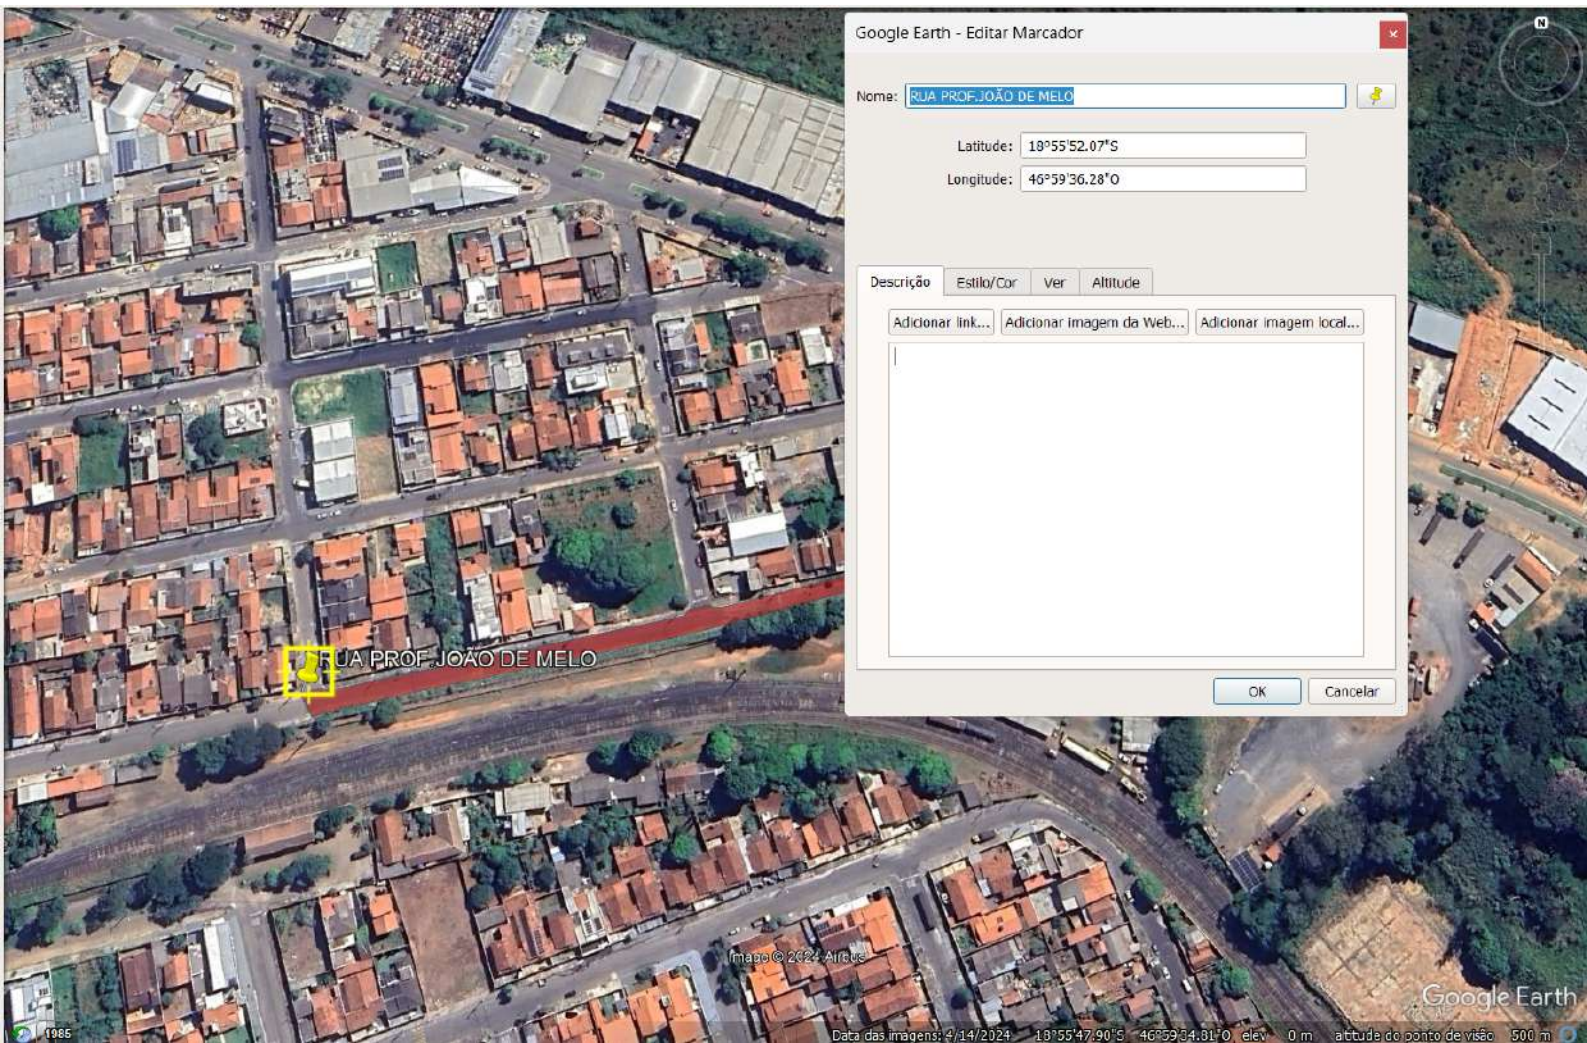 Google Earth - Editar Marcador
N
Nome: RUA PROF.JOÃO DE MELO
Latitude: 18°55'52.07"S
Longitude: 46°59'36.28"O
Descrição Estilo/Cor Ver Altitude
Adicionar link... Adicionar imagem da Web... Adicionar imagem local...
RUA PROF.JOÃO DE MELO
OK Cancelar
Image © 2024 Airbus
Google Earth
1985 Data das imagens: 4/14/2024 18°55'47.90"S 46°59'34.81"O elev 0 m altitude do ponto de visão 500 m